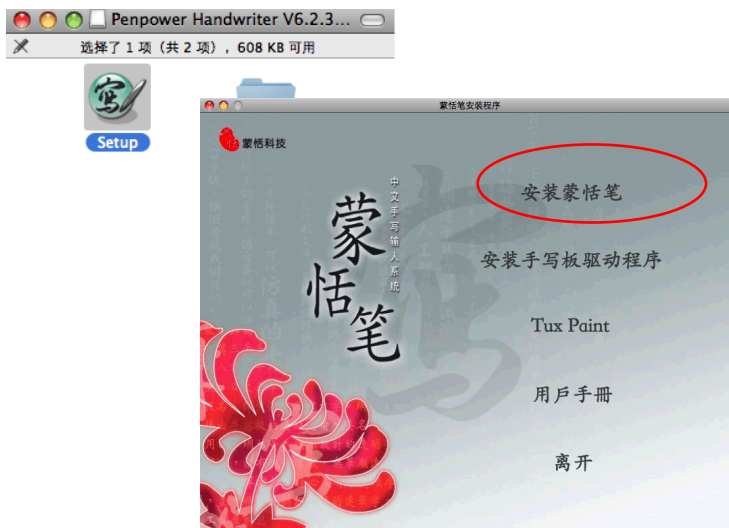 Penpower Handwriter V6.2.3...
选择了 1 项（共 2 项），608 KB 可用
Setup
蒙恬笔安装程序
蒙恬科技
中文手写输入系统
蒙恬笔
安装蒙恬笔
安装手写板驱动程序
Tux Paint
用戶手冊
离开